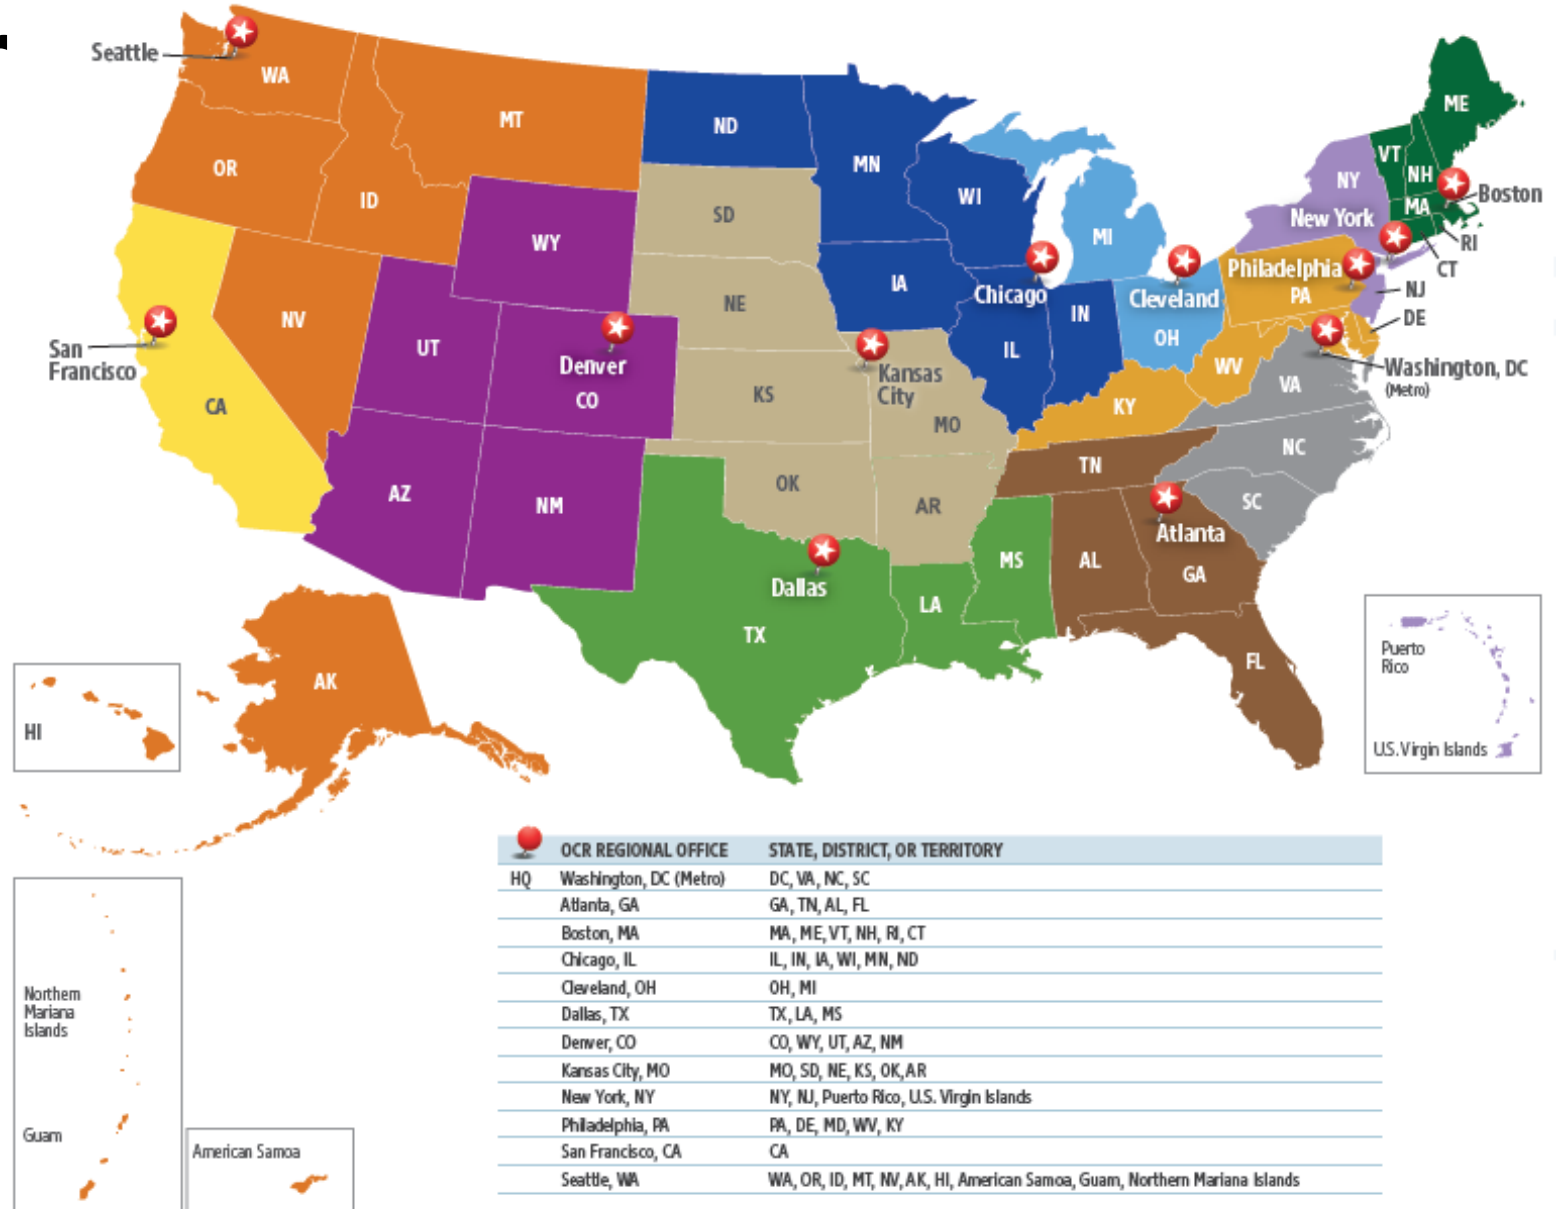 Seattle
WA
MT
ND
MN
ME
VT
NH
OR
ID
WI
NY
Boston
MA
SD
WY
New York
MI
RI
CT
IA
Chicago
Cleveland
Philadelphia
PA
NJ
NE
NV
IN
DE
UT
San
Francisco
Denver
OH
IL
WV
Washington, DC
(Metro)
Kansas
City
VA
CO
KS
CA
KY
MO
NC
TN
OK
AZ
NM
AR
SC
Atlanta
MS
AL
GA
Dallas
LA
TX
FL
Puerto
Rico
AK
HI
U.S. Virgin Islands
OCR REGIONAL OFFICE STATE, DISTRICT, OR TERRITORY
HQ Washington, DC (Metro) DC, VA, NC, SC
Atlanta, GA GA, TN, AL, FL
Boston, MA MA, ME, VT, NH, RI, CT
Chicago, IL IL, IN, IA, WI, MN, ND
Cleveland, OH OH, MI
Dallas, TX TX, LA, MS
Denver, CO CO, WY, UT, AZ, NM
Kansas City, MO MO, SD, NE, KS, OK, AR
New York, NY NY, NJ, Puerto Rico, U.S. Virgin Islands
Philadelphia, PA PA, DE, MD, WV, KY
San Francisco, CA CA
Seattle, WA WA, OR, ID, MT, NV, AK, HI, American Samoa, Guam, Northern Mariana Islands
Northern
Mariana
Islands
Guam
American Samoa